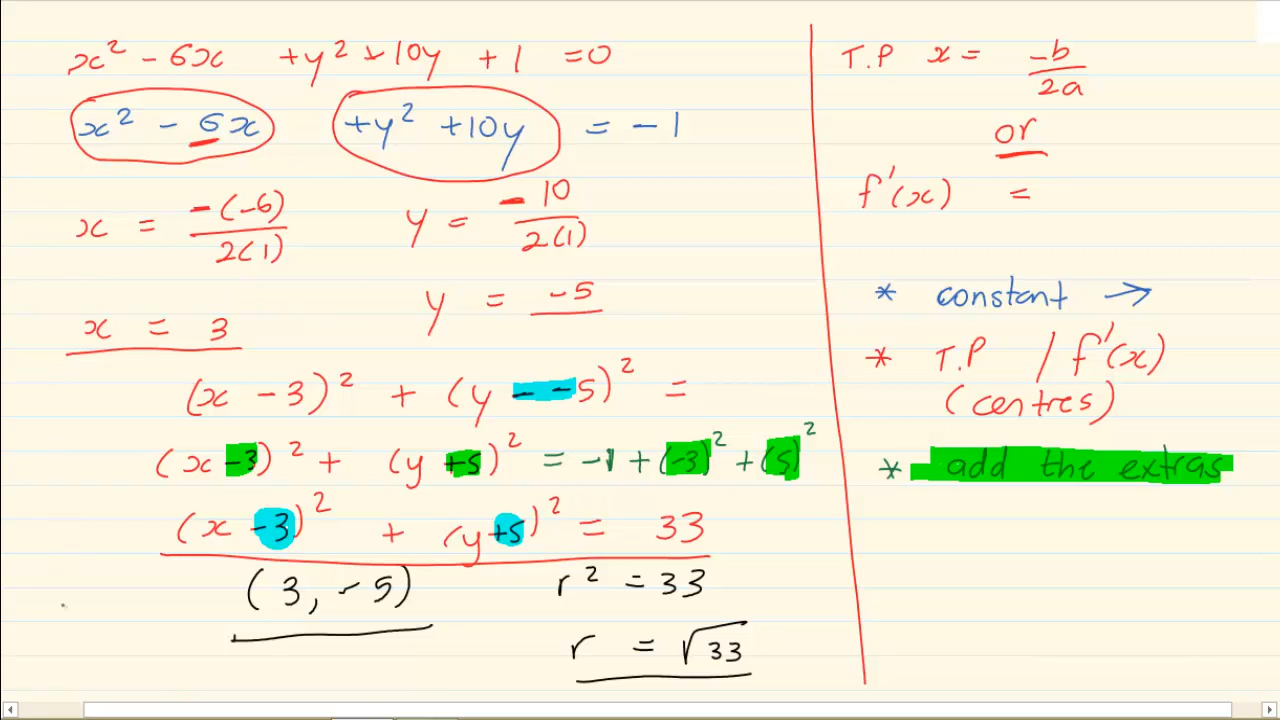 x² - 6x + y² + 10y + 1 = 0
x² - 6x + y² + 10y = - 1
x = -(-6)/2(1) y = - 10/2(1)
y = -5
x = 3
(x - 3)² + (y - -5)² =
(x -3)² + (y +5)² = -1 + (-3)² + (5)²
(x -3)² + (y +5)² = 33
(3, -5) r² = 33
r = √33
T.P x = -b/2a
or
f'(x) =
* constant →
* T.P / f'(x)
(centres)
* add the extras